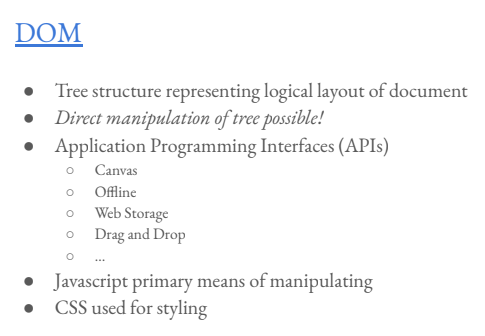 DOM
● Tree structure representing logical layout of document
● Direct manipulation of tree possible!
● Application Programming Interfaces (APIs)
○ Canvas
○ Offline
○ Web Storage
○ Drag and Drop
○ ...
● Javascript primary means of manipulating
● CSS used for styling